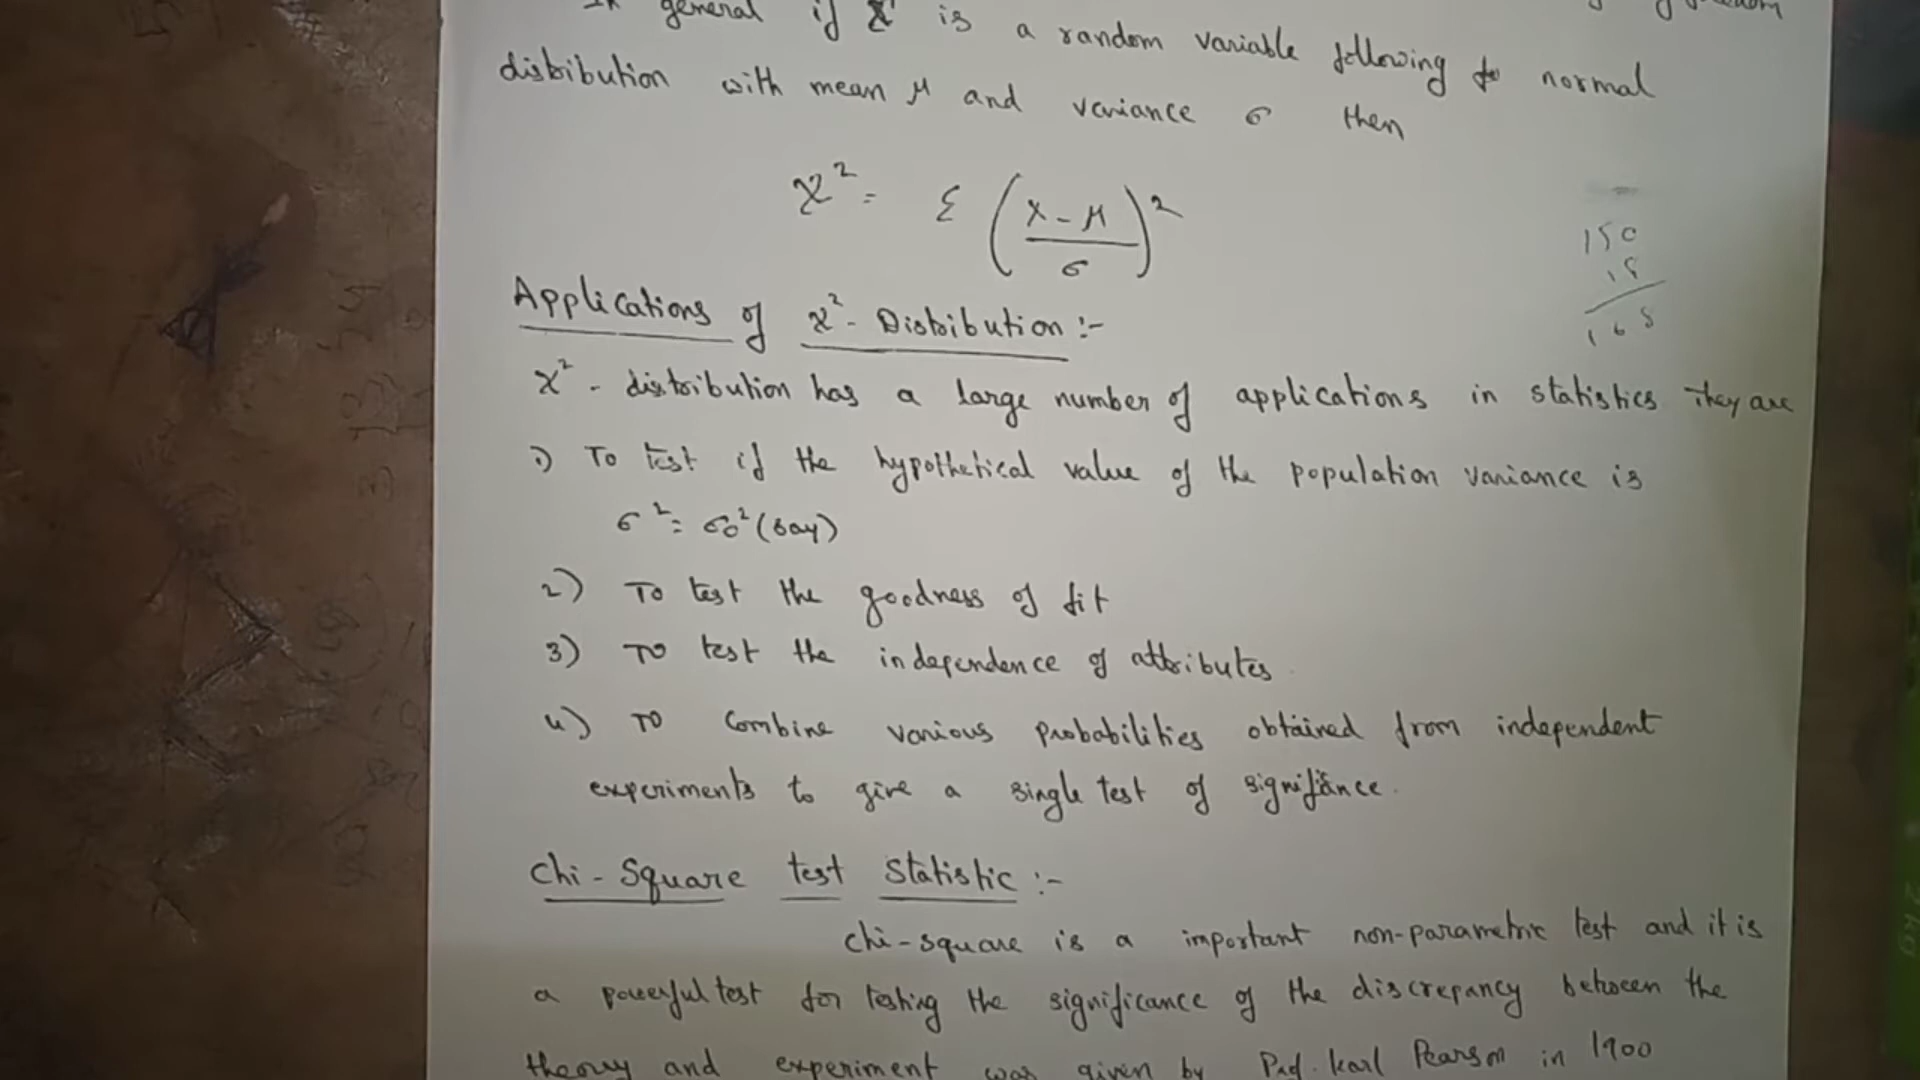 In general if X is a random variable following to normal
distribution with mean μ and variance σ then
χ² = Σ (X-μ/σ)²
150
18
168
Applications of χ² - Distribution :-
χ² - distribution has a large number of applications in statistics They are
1) To test if the hypothetical value of the population variance is
σ² = σ0² (say)
2) To test the goodness of fit
3) To test the independence of attributes.
4) To Combine various Probabilities obtained from independent
experiments to give a single test of signifiance.
Chi - Square test Statistic :-
Chi-square is a important non-parametric test and it is
a powerful test for testing the significance of the discrepancy between the
theory and experiment was given by Prof. Karl Pearson in 1900